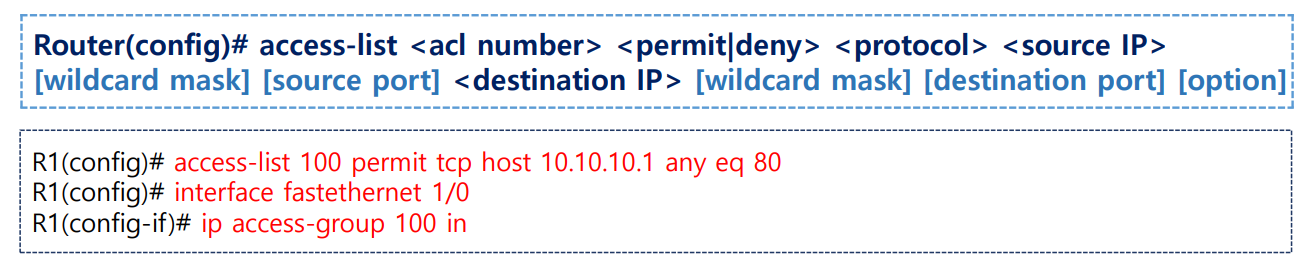 Router(config)# access-list <acl number> <permit|deny> <protocol> <source IP>
[wildcard mask] [source port] <destination IP> [wildcard mask] [destination port] [option]
R1(config)# access-list 100 permit tcp host 10.10.10.1 any eq 80
R1(config)# interface fastethernet 1/0
R1(config-if)# ip access-group 100 in